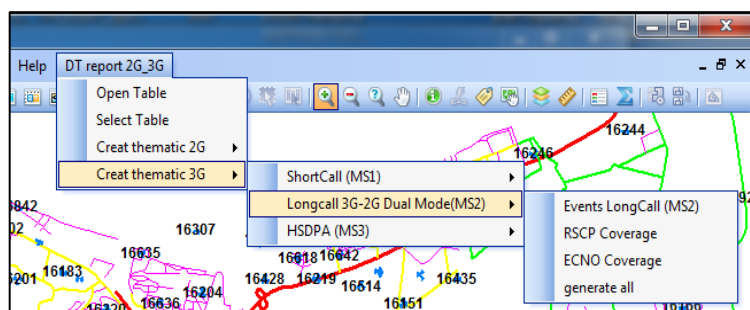 Help DT report 2G_3G
Open Table
Select Table
Creat thematic 2G
Creat thematic 3G
ShortCall (MS1)
Longcall 3G-2G Dual Mode(MS2)
HSDPA (MS3)
Events LongCall (MS2)
RSCP Coverage
ECNO Coverage
generate all
16244
16246
16307
16635
16183
16204
16636
16618
16642
16428
16219
16514
16435
16151